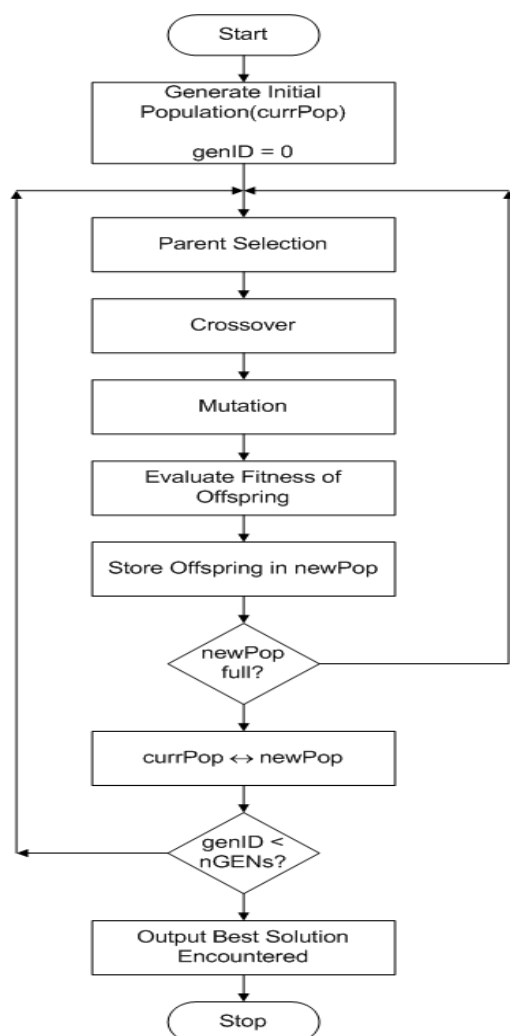 Start
Generate Initial
Population(currPop)
genID = 0
Parent Selection
Crossover
Mutation
Evaluate Fitness of
Offspring
Store Offspring in newPop
newPop
full?
currPop ↔ newPop
genID <
nGENs?
Output Best Solution
Encountered
Stop